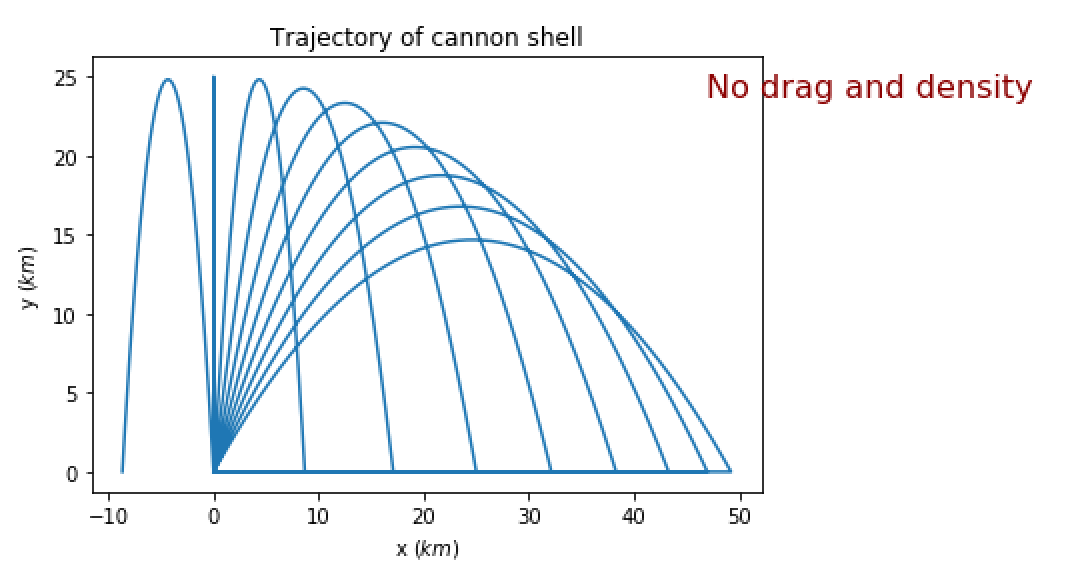 Trajectory of cannon shell
No drag and density
25
20
15
10
5
0
y (km)
−10 0 10 20 30 40 50
x (km)